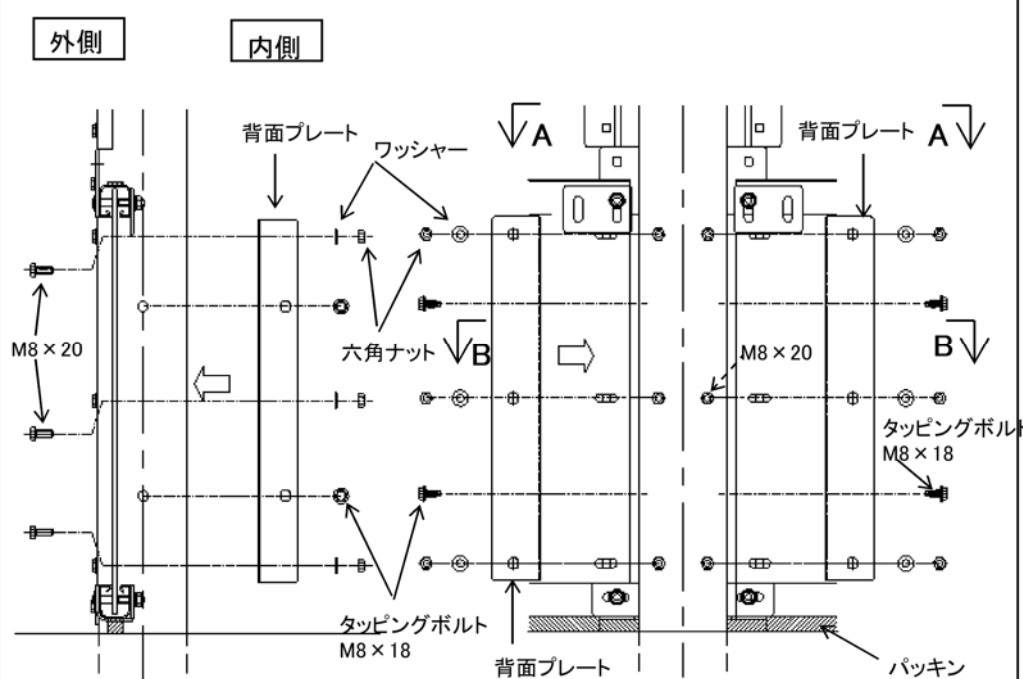 外側
内側
背面プレート
ワッシャー
A
背面プレート
A
M8×20
六角ナット
B
M8×20
B
タッピングボルト
M8×18
タッピングボルト
M8×18
背面プレート
パッキン